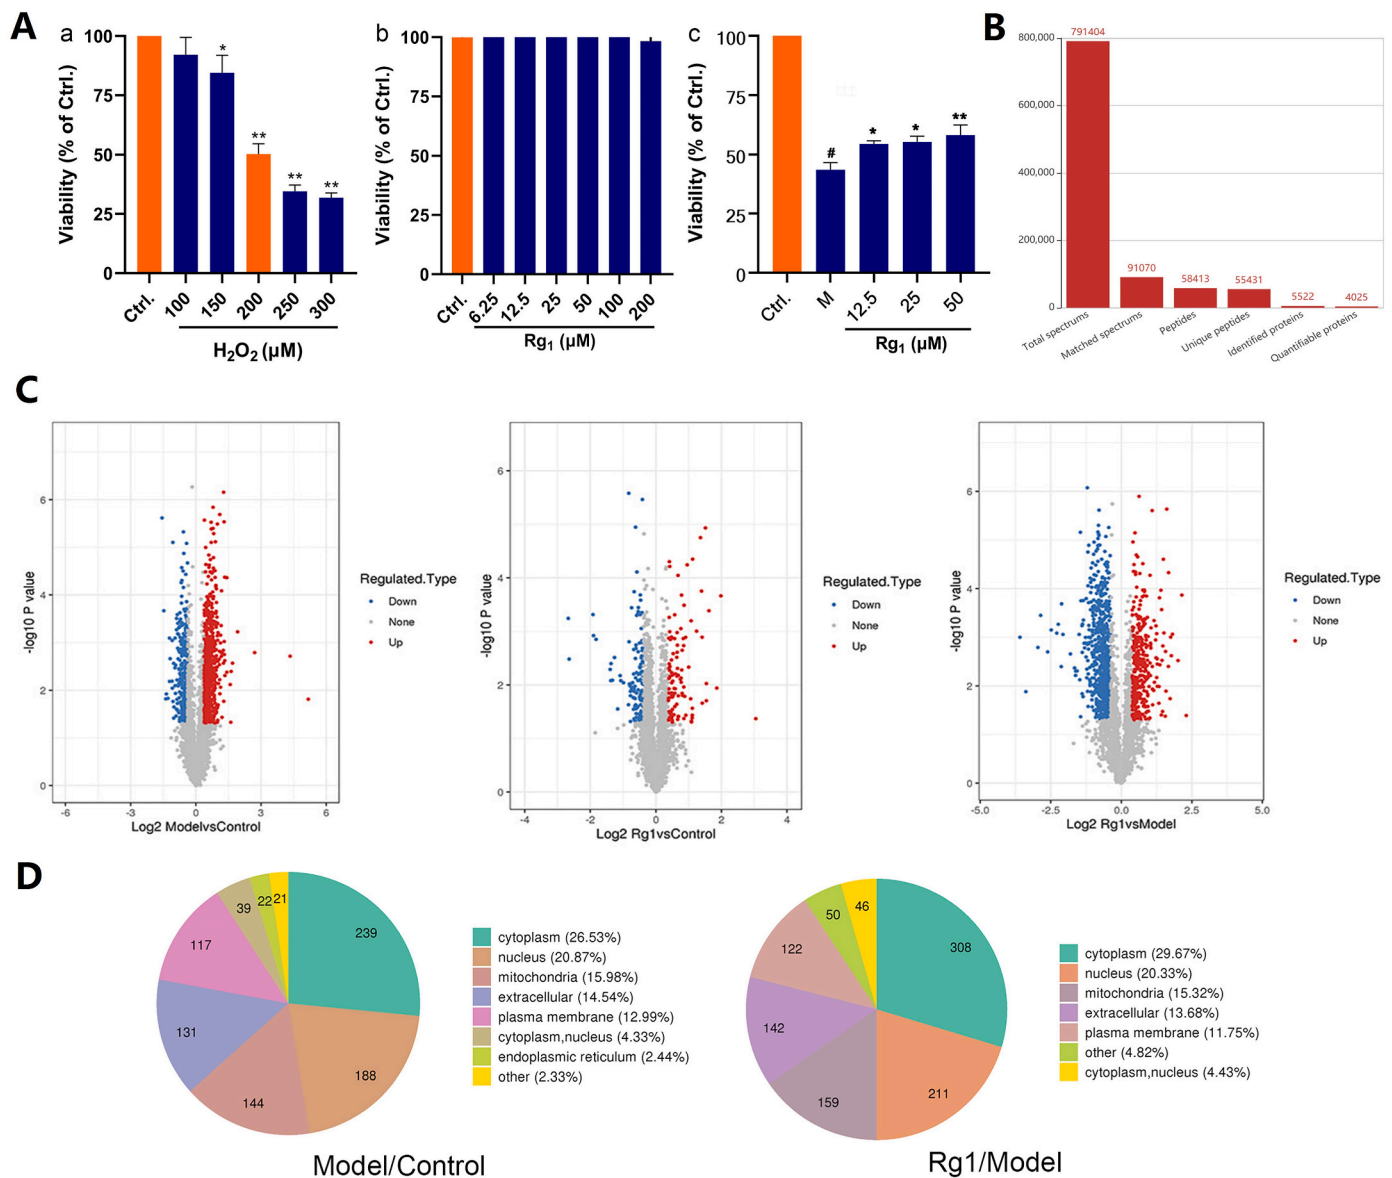 A
a
100
75
50
25
0
Viability (% of Ctrl.)
*
**
**
**
Ctrl.
100
150
200
250
300
H₂O₂ (μM)
b
100
75
50
25
0
Viability (% of Ctrl.)
Ctrl.
6.25
12.5
25
50
100
200
Rg₁ (μM)
c
100
75
50
25
0
Viability (% of Ctrl.)
#
*
*
**
Ctrl.
M
12.5
25
50
Rg₁ (μM)
B
800,000
600,000
400,000
200,000
0
791404
91070
58413
55431
5522
4025
Total spectrums
Matched spectrums
Peptides
Unique peptides
Identified proteins
Quantifiable proteins
C
-log10 P value
6
4
2
0
-6
-3
0
3
6
Log2 ModelvsControl
Regulated.Type
Down
None
Up
-log10 P value
6
4
2
0
-4
-2
0
2
4
Log2 Rg1vsControl
Regulated.Type
Down
None
Up
-log10 P value
6
4
2
0
-5.0
-2.5
0.0
2.5
5.0
Log2 Rg1vsModel
Regulated.Type
Down
None
Up
D
239
188
144
131
117
39
22
21
cytoplasm (26.53%)
nucleus (20.87%)
mitochondria (15.98%)
extracellular (14.54%)
plasma membrane (12.99%)
cytoplasm,nucleus (4.33%)
endoplasmic reticulum (2.44%)
other (2.33%)
Model/Control
308
211
159
142
122
50
46
cytoplasm (29.67%)
nucleus (20.33%)
mitochondria (15.32%)
extracellular (13.68%)
plasma membrane (11.75%)
other (4.82%)
cytoplasm,nucleus (4.43%)
Rg1/Model